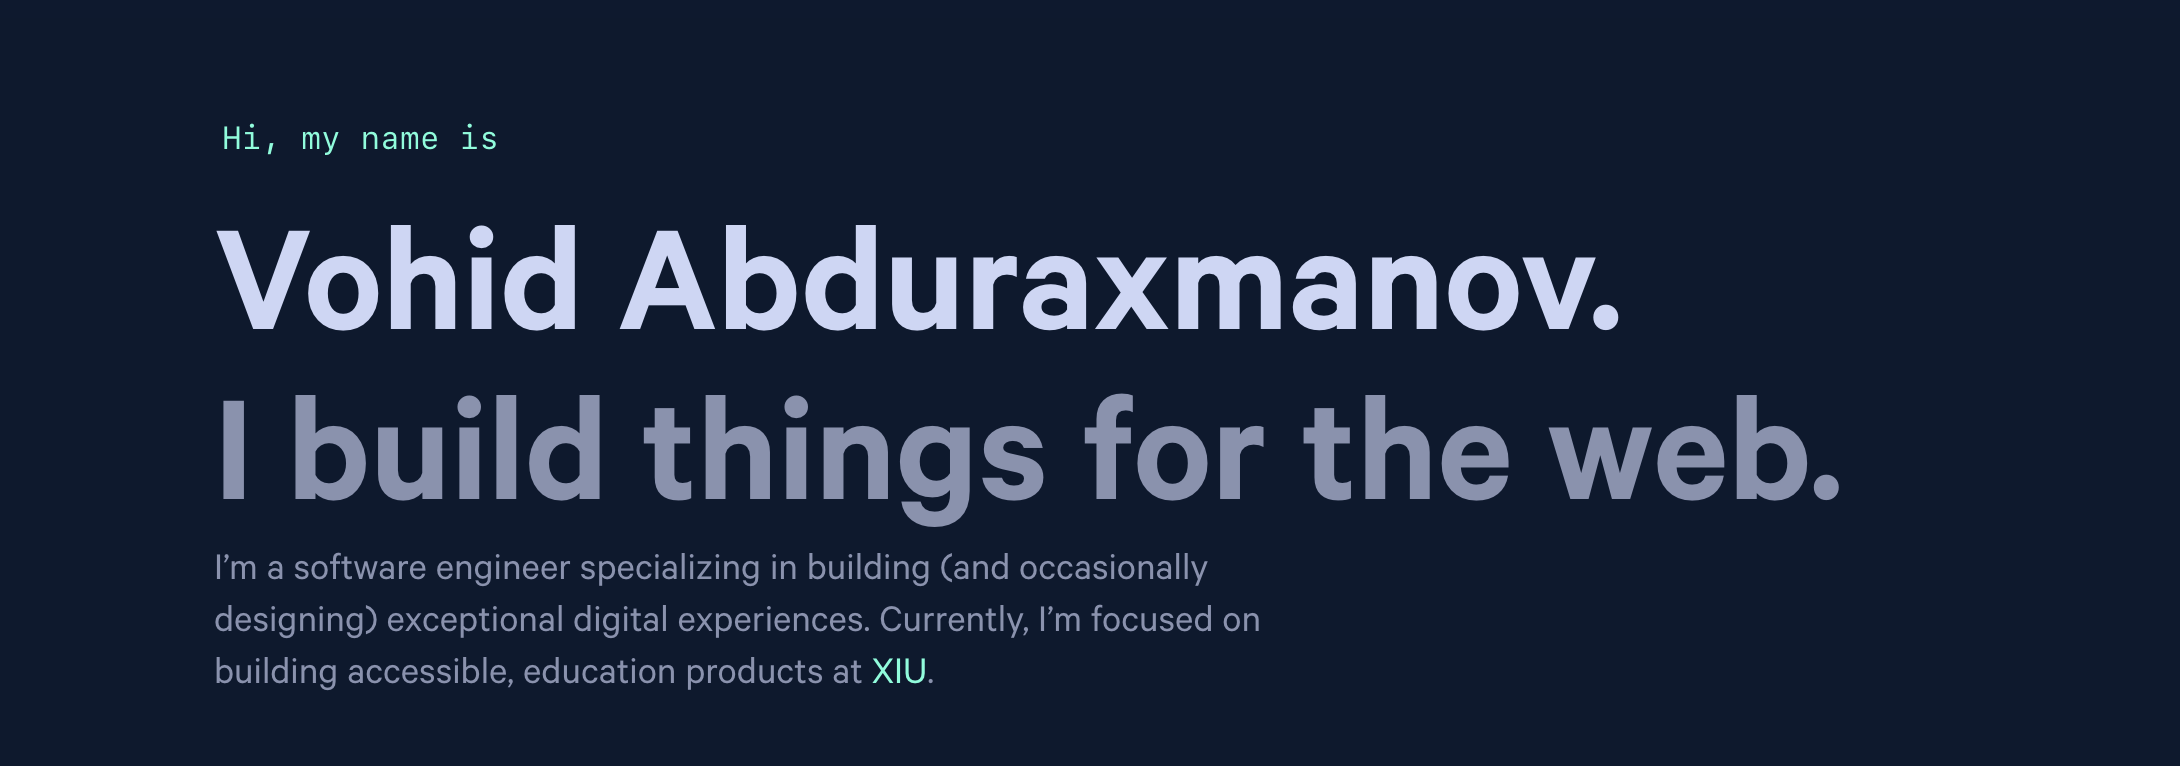 Hi, my name is
Vohid Abduraxmanov.
I build things for the web.
I’m a software engineer specializing in building (and occasionally
designing) exceptional digital experiences. Currently, I’m focused on
building accessible, education products at XIU.